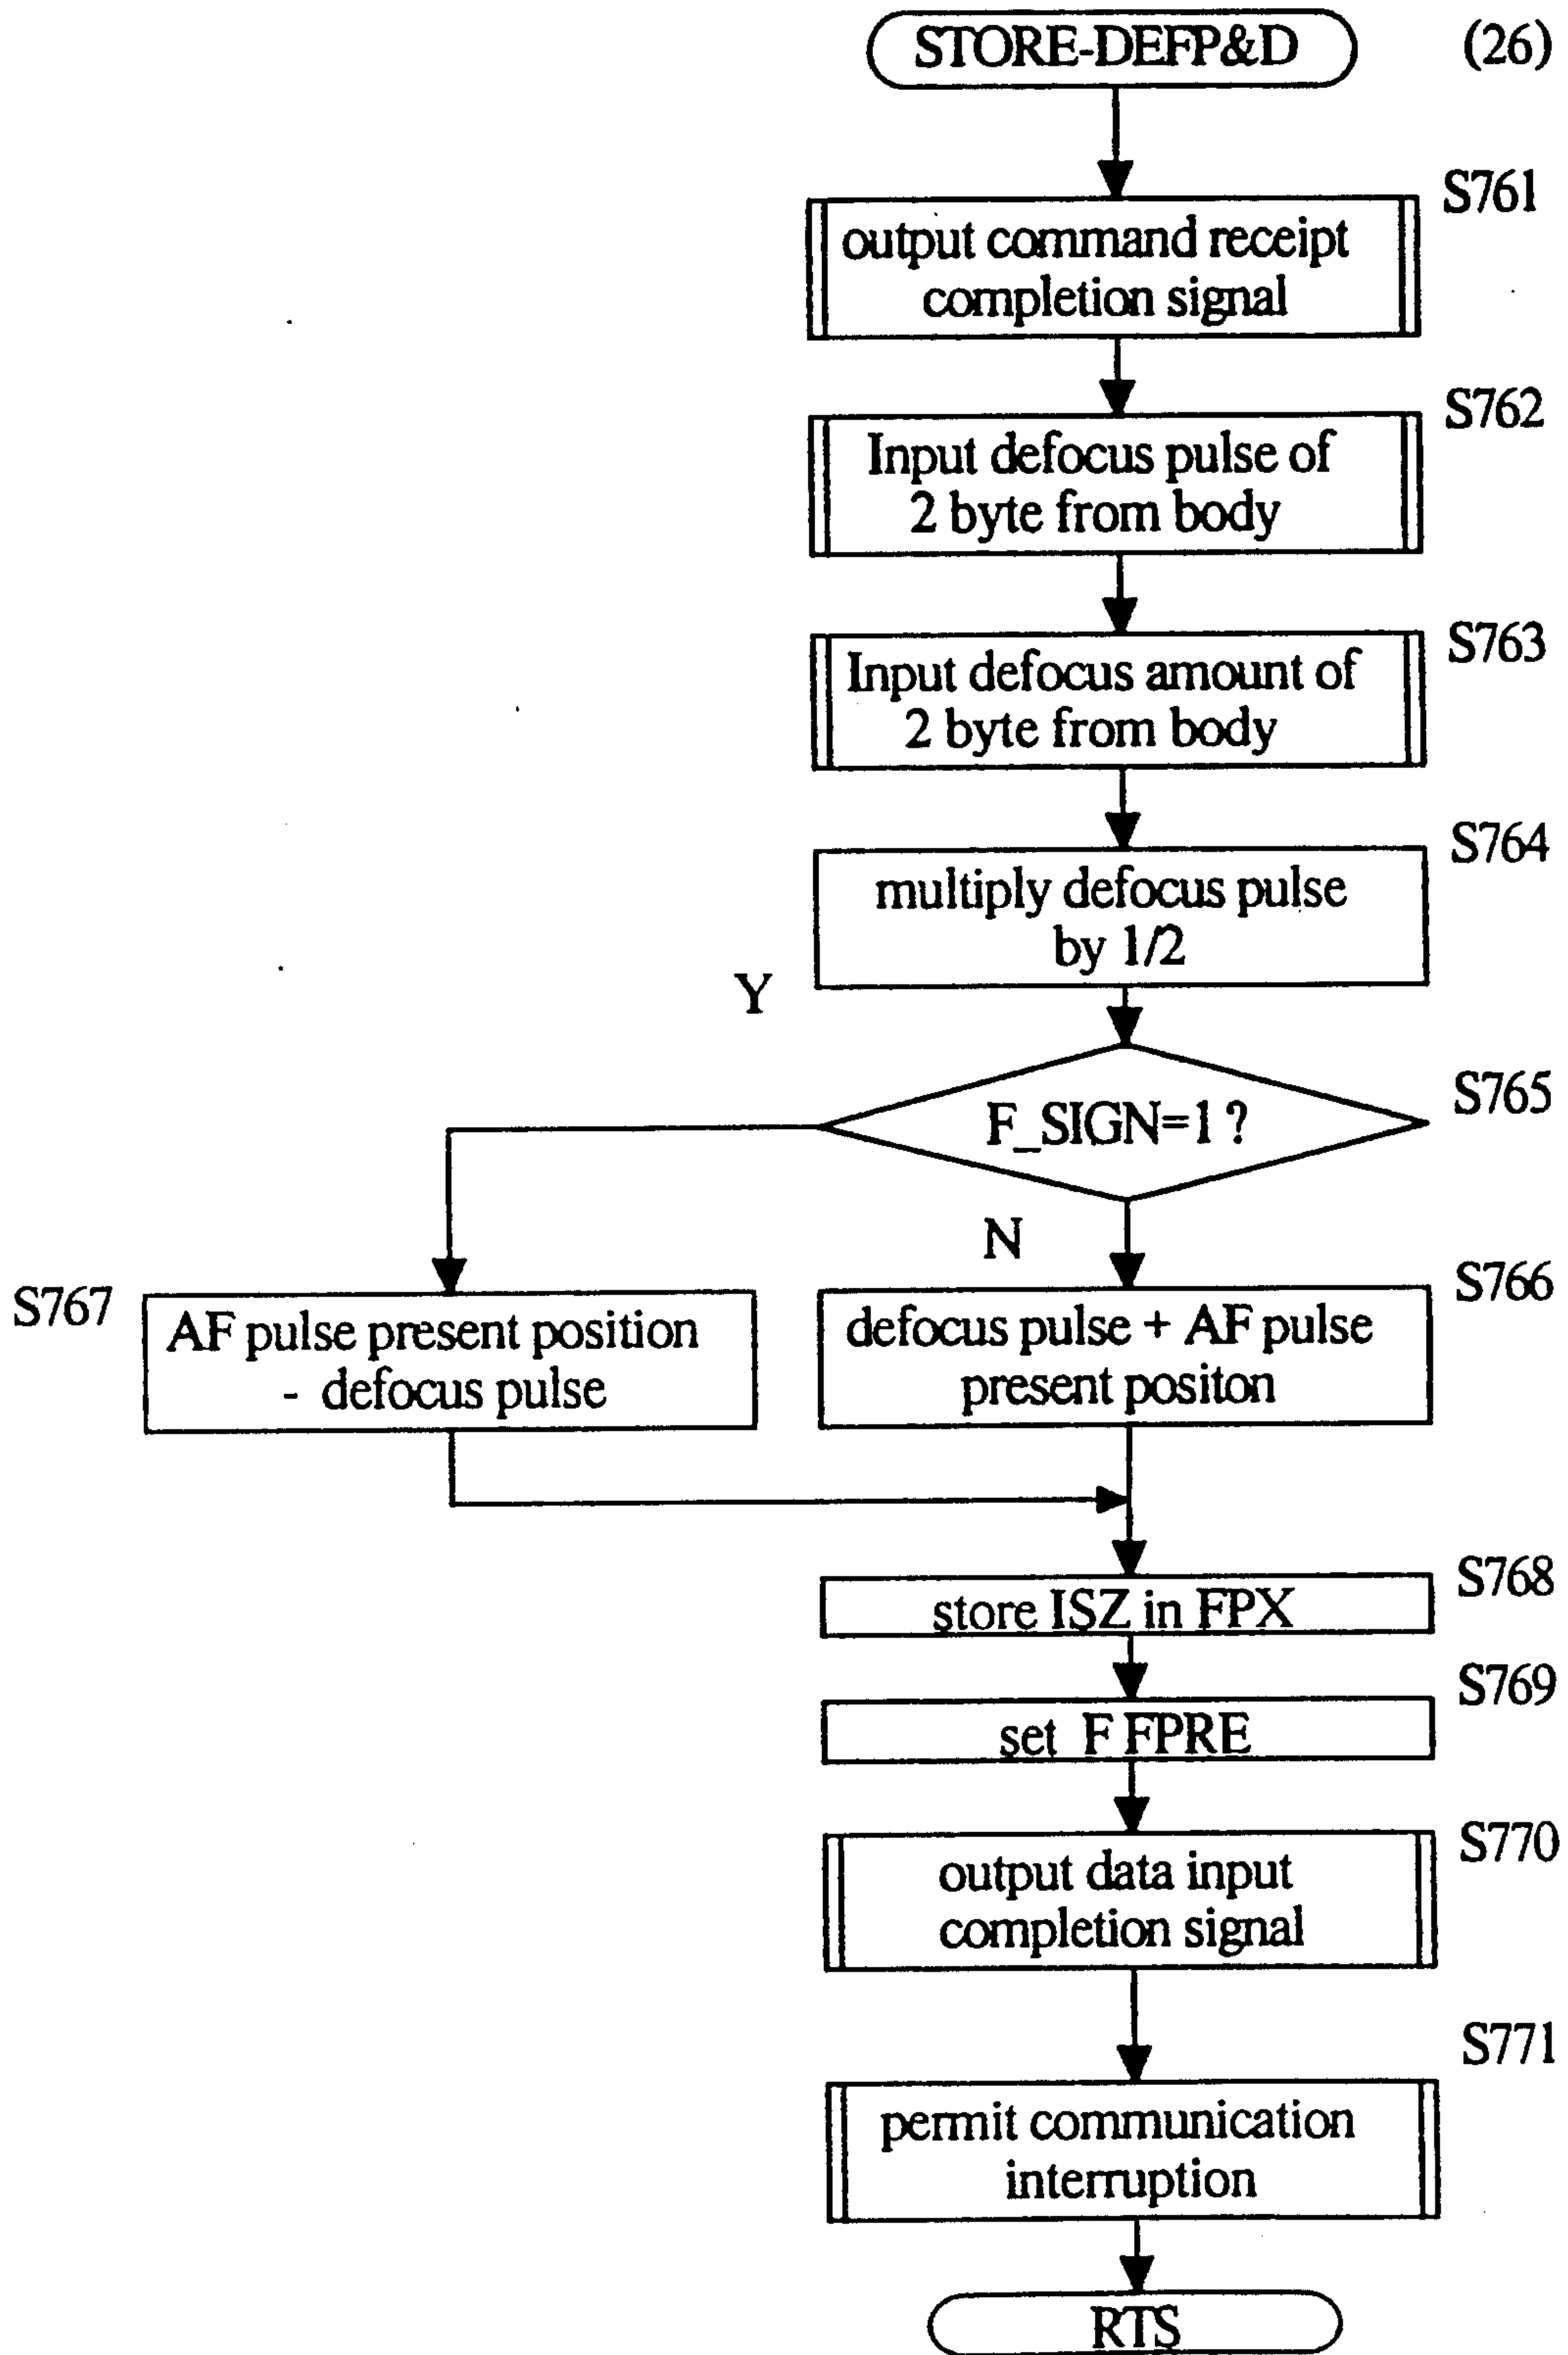 STORE-DEFP&D
(26)
S761
output command receipt
completion signal
S762
Input defocus pulse of
2 byte from body
S763
Input defocus amount of
2 byte from body
S764
multiply defocus pulse
by 1/2
Y
S765
F_SIGN=1 ?
N
S767
AF pulse present position
- defocus pulse
S766
defocus pulse + AF pulse
present positon
S768
store ISZ in FPX
S769
set F FPRE
S770
output data input
completion signal
S771
permit communication
interruption
RTS